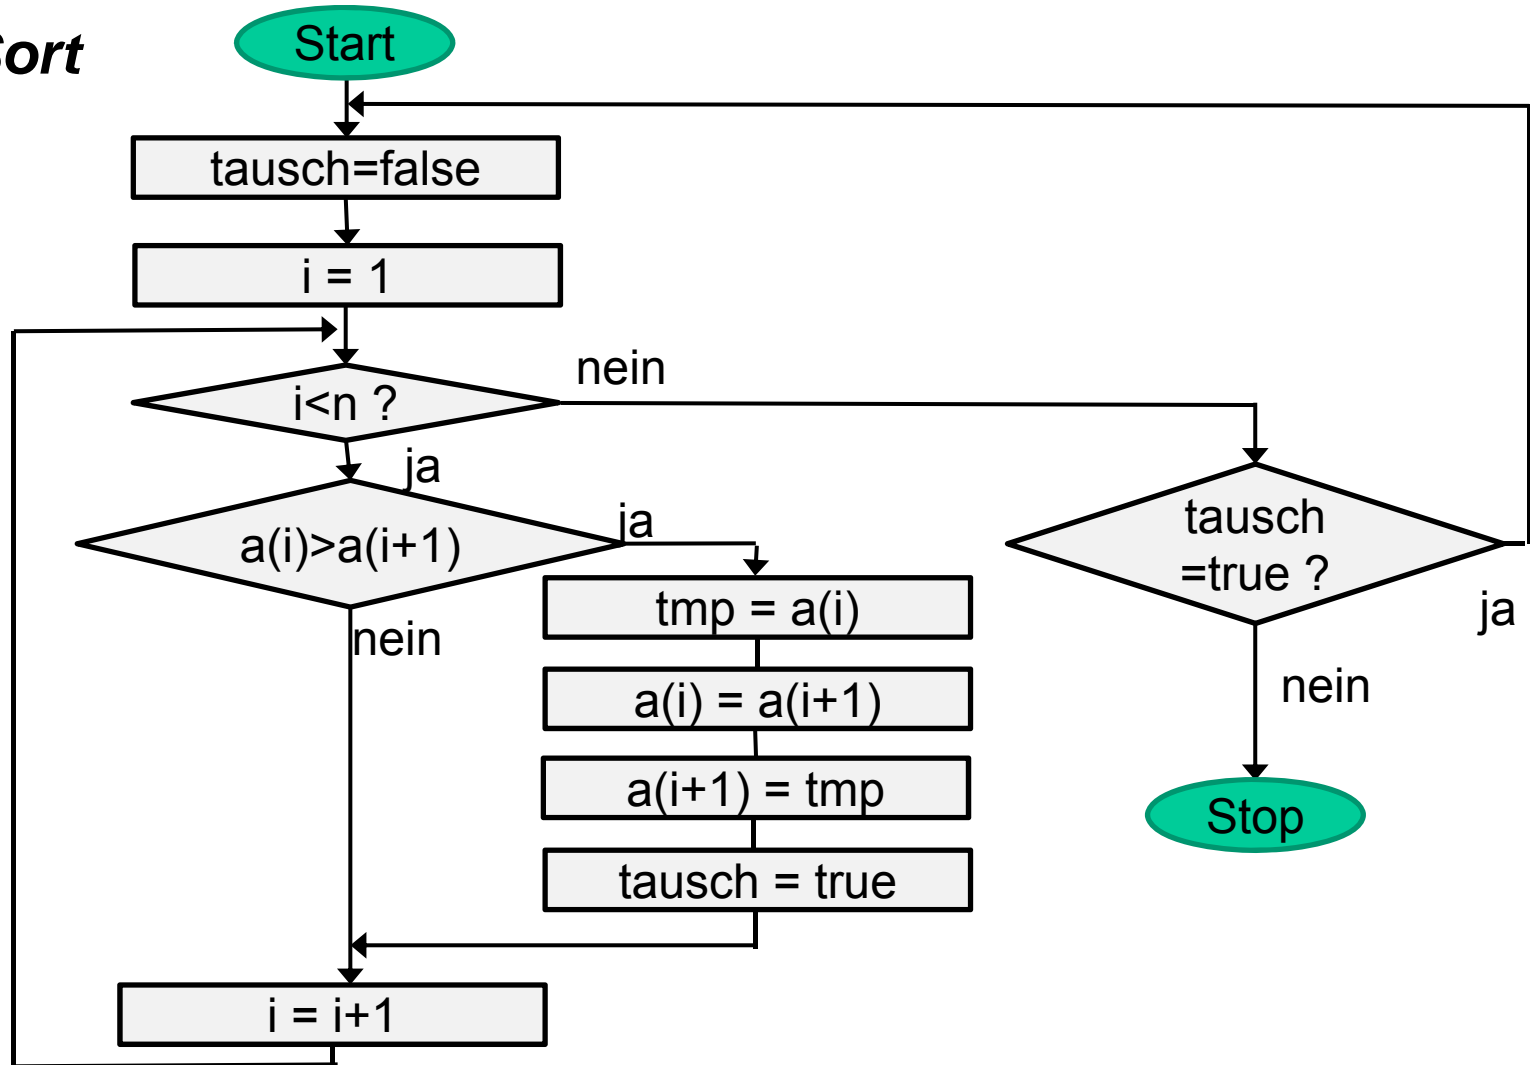 Sort
Start
tausch=false
i = 1
i<n ?
nein
ja
a(i)>a(i+1)
ja
nein
tmp = a(i)
a(i) = a(i+1)
a(i+1) = tmp
tausch = true
i = i+1
tausch
=true ?
ja
nein
Stop